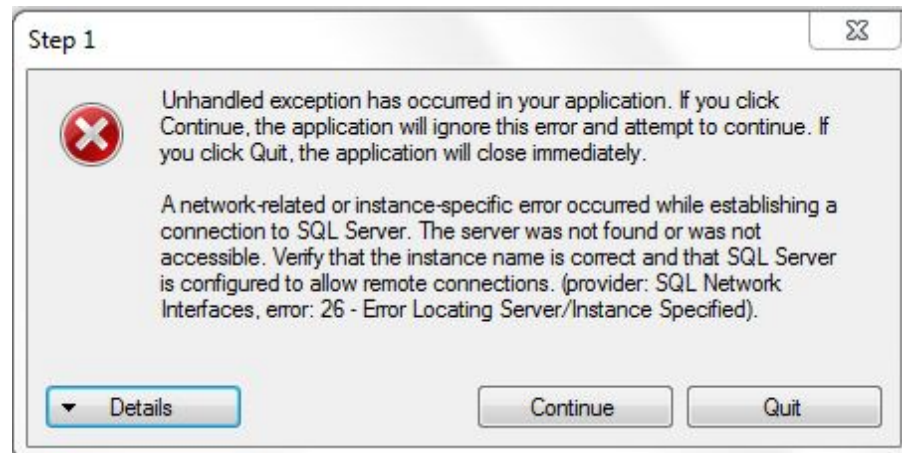 Step 1
Unhandled exception has occurred in your application. If you click
Continue, the application will ignore this error and attempt to continue. If
you click Quit, the application will close immediately.
A network-related or instance-specific error occurred while establishing a
connection to SQL Server. The server was not found or was not
accessible. Verify that the instance name is correct and that SQL Server
is configured to allow remote connections. (provider: SQL Network
Interfaces, error: 26 - Error Locating Server/Instance Specified).
Details
Continue
Quit